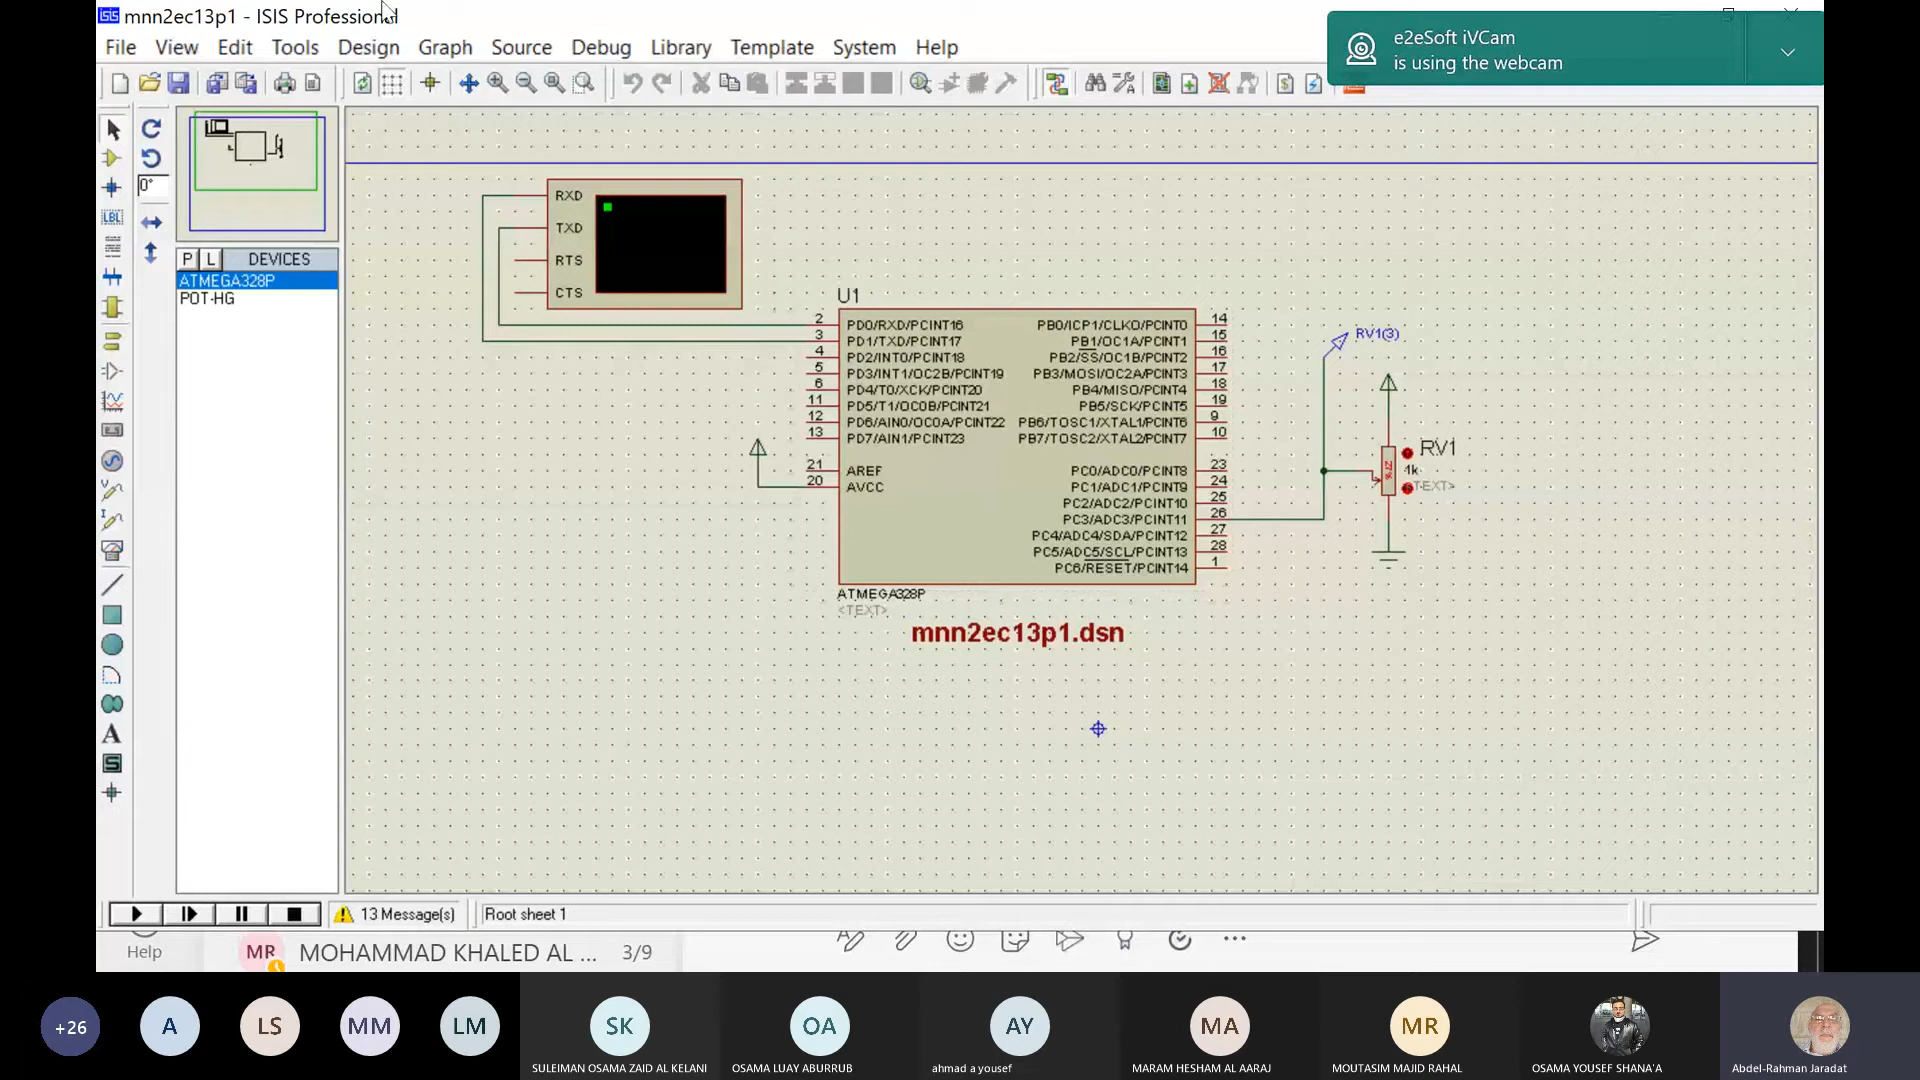 mnn2ec13p1 - ISIS Professional
File View Edit Tools Design Graph Source Debug Library Template System Help
e2eSoft iVCam
is using the webcam
0°
LBL
P L DEVICES
ATMEGA328P
POT-HG
RXD
TXD
RTS
CTS
U1
2 PD0/RXD/PCINT16
3 PD1/TXD/PCINT17
4 PD2/INT0/PCINT18
5 PD3/INT1/OC2B/PCINT19
6 PD4/T0/XCK/PCINT20
11 PD5/T1/OC0B/PCINT21
12 PD6/AIN0/OC0A/PCINT22
13 PD7/AIN1/PCINT23
21 AREF
20 AVCC
PB0/ICP1/CLKO/PCINT0 14
PB1/OC1A/PCINT1 15
PB2/SS/OC1B/PCINT2 16
PB3/MOSI/OC2A/PCINT3 17
PB4/MISO/PCINT4 18
PB5/SCK/PCINT5 19
PB6/TOSC1/XTAL1/PCINT6 9
PB7/TOSC2/XTAL2/PCINT7 10
PC0/ADC0/PCINT8 23
PC1/ADC1/PCINT9 24
PC2/ADC2/PCINT10 25
PC3/ADC3/PCINT11 26
PC4/ADC4/SDA/PCINT12 27
PC5/ADC5/SCL/PCINT13 28
PC6/RESET/PCINT14 1
RV1(3)
RV1
1k
ATMEGA328P
<TEXT>
mnn2ec13p1.dsn
A
S
13 Message(s)
Root sheet 1
Help
MR MOHAMMAD KHALED AL ... 3/9
+26
A
LS
MM
LM
SK
OA
AY
MA
MR
SULEIMAN OSAMA ZAID AL KELANI
OSAMA LUAY ABURRUB
ahmad a yousef
MARAM HESHAM AL AARAJ
MOUTASIM MAJID RAHAL
OSAMA YOUSEF SHANA'A
Abdel-Rahman Jaradat